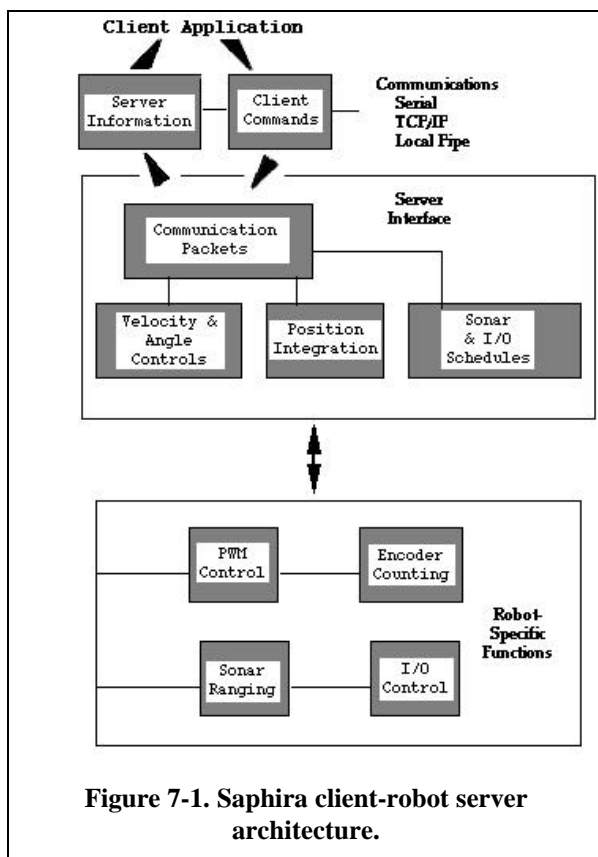 Client Application
Server
Information
Client
Commands
Communications
Serial
TCP/IP
Local Pipe
Server
Interface
Communication
Packets
Velocity &
Angle
Controls
Position
Integration
Sonar
& I/O
Schedules
PWM
Control
Encoder
Counting
Robot-
Specific
Functions
Sonar
Ranging
I/O
Control
Figure 7-1. Saphira client-robot server
architecture.